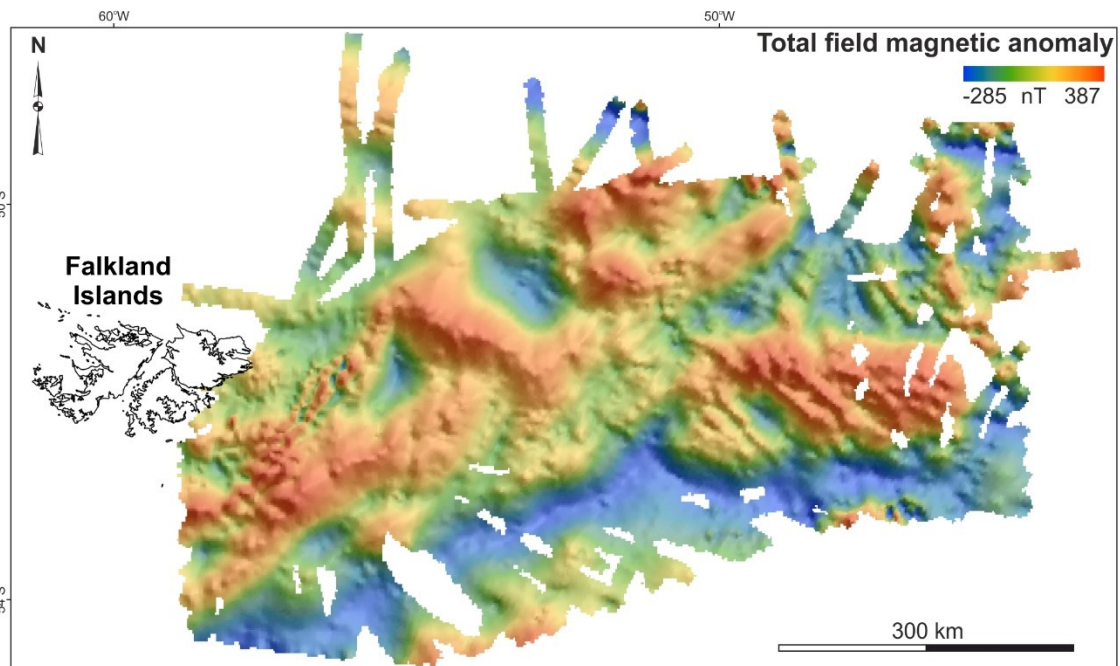 60°W
50°W
N
Total field magnetic anomaly
-285 nT 387
Falkland
Islands
300 km